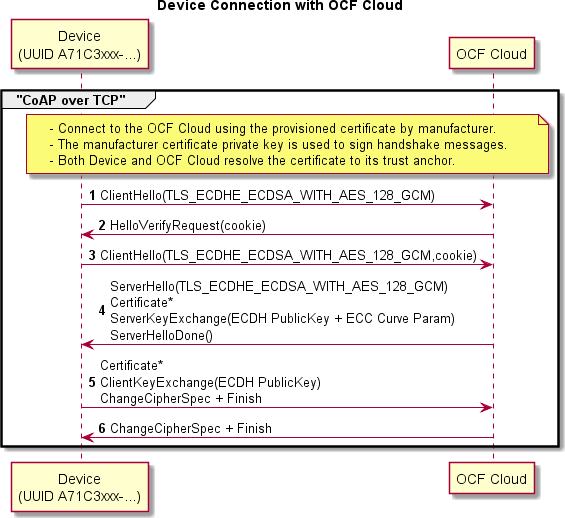 Device Connection with OCF Cloud
Device
(UUID A71C3xxx-...)
OCF Cloud
"CoAP over TCP"
- Connect to the OCF Cloud using the provisioned certificate by manufacturer.
- The manufacturer certificate private key is used to sign handshake messages.
- Both Device and OCF Cloud resolve the certificate to its trust anchor.
1 ClientHello(TLS_ECDHE_ECDSA_WITH_AES_128_GCM)
2 HelloVerifyRequest(cookie)
3 ClientHello(TLS_ECDHE_ECDSA_WITH_AES_128_GCM,cookie)
ServerHello(TLS_ECDHE_ECDSA_WITH_AES_128_GCM)
Certificate*
4 ServerKeyExchange(ECDH PublicKey + ECC Curve Param)
ServerHelloDone()
Certificate*
5 ClientKeyExchange(ECDH PublicKey)
ChangeCipherSpec + Finish
6 ChangeCipherSpec + Finish
Device
(UUID A71C3xxx-...)
OCF Cloud